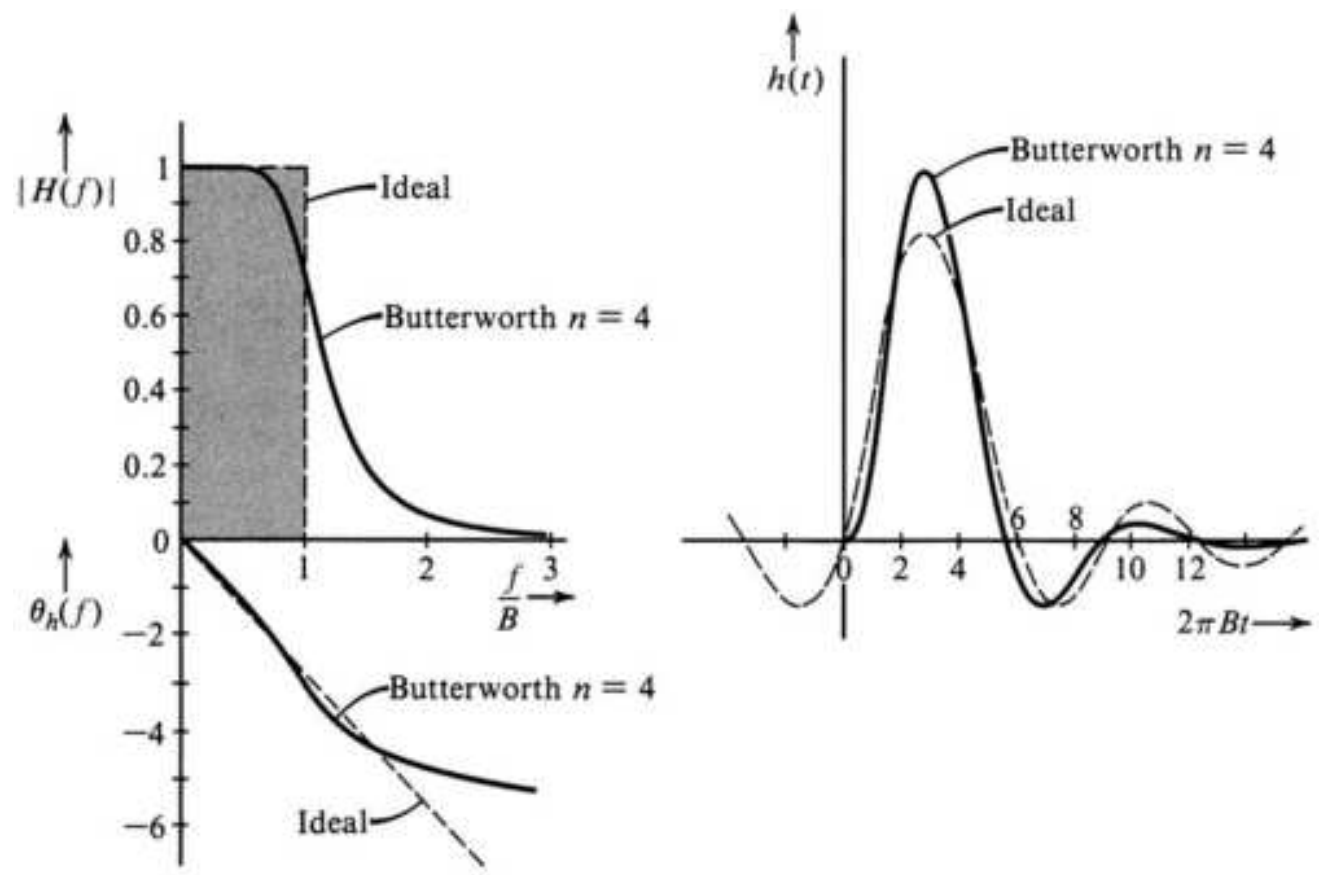 |H(f)|
1
0.8
0.6
0.4
0.2
0
Ideal
Butterworth n = 4
1
2
3
f/B
θh(f)
−2
−4
−6
Butterworth n = 4
Ideal
h(t)
Butterworth n = 4
Ideal
0
2
4
6
8
10
12
2πBt